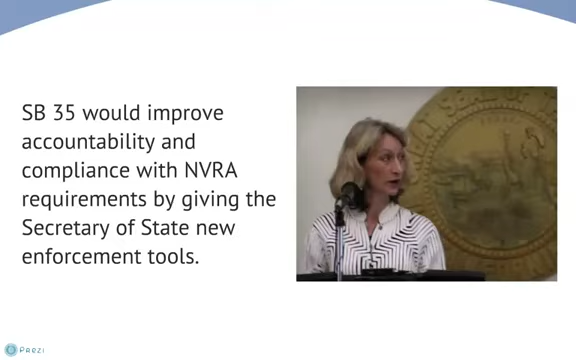 SB 35 would improve
accountability and
compliance with NVRA
requirements by giving the
Secretary of State new
enforcement tools.
Prezi